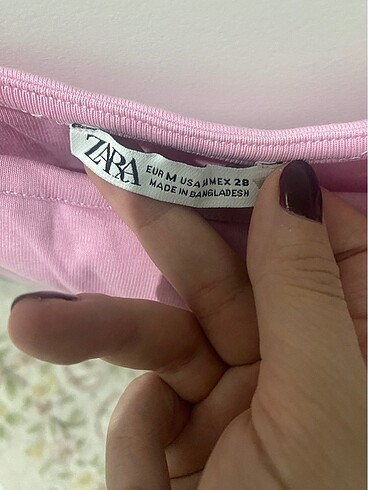 ZARA
EUR M USA M MEX 28
MADE IN BANGLADESH